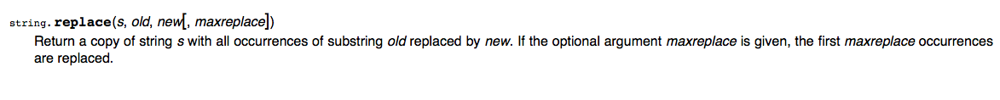 string.replace(s, old, new[, maxreplace])
Return a copy of string s with all occurrences of substring old replaced by new. If the optional argument maxreplace is given, the first maxreplace occurrences
are replaced.